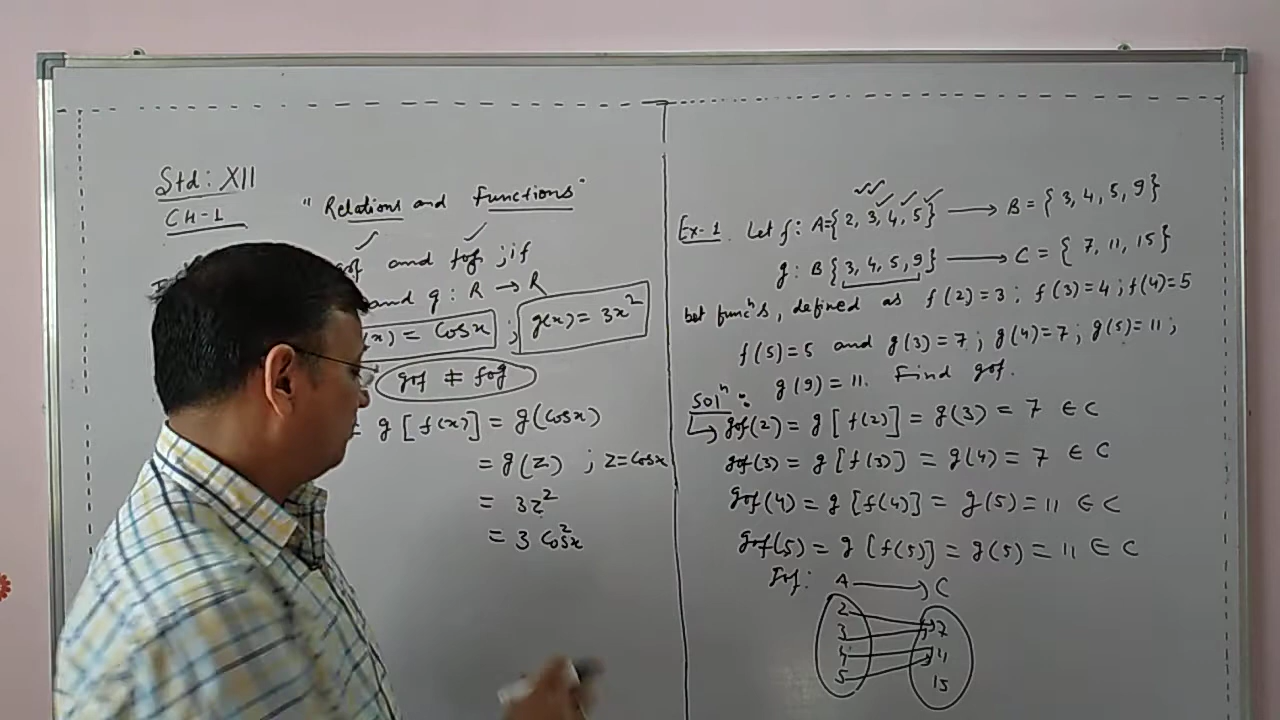 Std: XII
CH-1
" Relations and Functions "
gof and fog ; if
and g : R → R
(x) = cosx ; g(x) = 3x²
gof ≠ fog
= g [ f(x)] = g(cosx)
= g(z) ; z=cosx
= 3z²
= 3 cos²x
Ex-1. Let f: A={2, 3, 4, 5} → B = { 3, 4, 5, 9}
g : B{3, 4, 5, 9} → C = { 7, 11, 15}
bet funcⁿs, defined as f(2)=3 ; f(3)=4 ; f(4)=5
f(5)=5 and g(3)=7 ; g(4)=7 ; g(5)=11 ;
g(9)=11. Find gof.
Solⁿ :
gof(2) = g [ f(2)] = g(3) = 7 ∈ C
gof(3) = g [ f(3)] = g(4) = 7 ∈ C
gof(4) = g [f(4)] = g(5) = 11 ∈ C
gof(5) = g [f(5)] = g(5) = 11 ∈ C
A → C
2 7
3
4 11
5 15